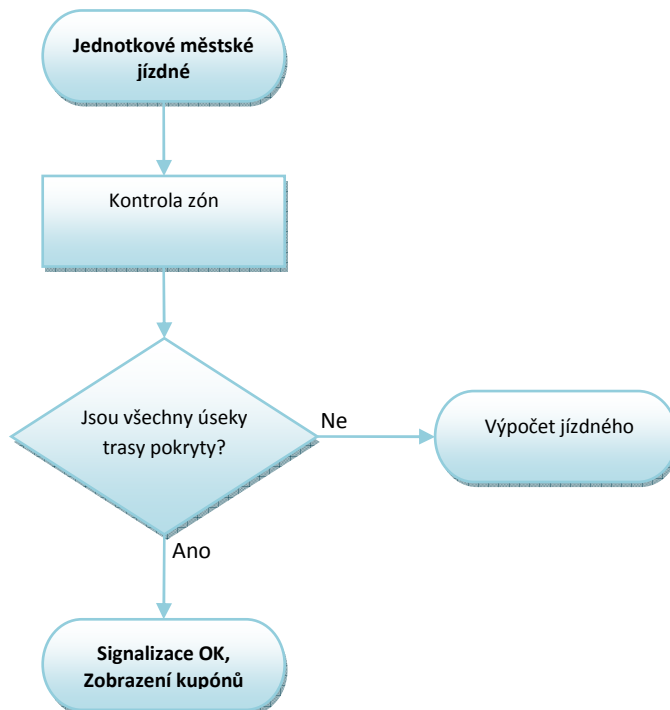 Jednotkové městské
jízdné
Kontrola zón
Jsou všechny úseky
trasy pokryty?
Ne
Výpočet jízdného
Ano
Signalizace OK,
Zobrazení kupónů